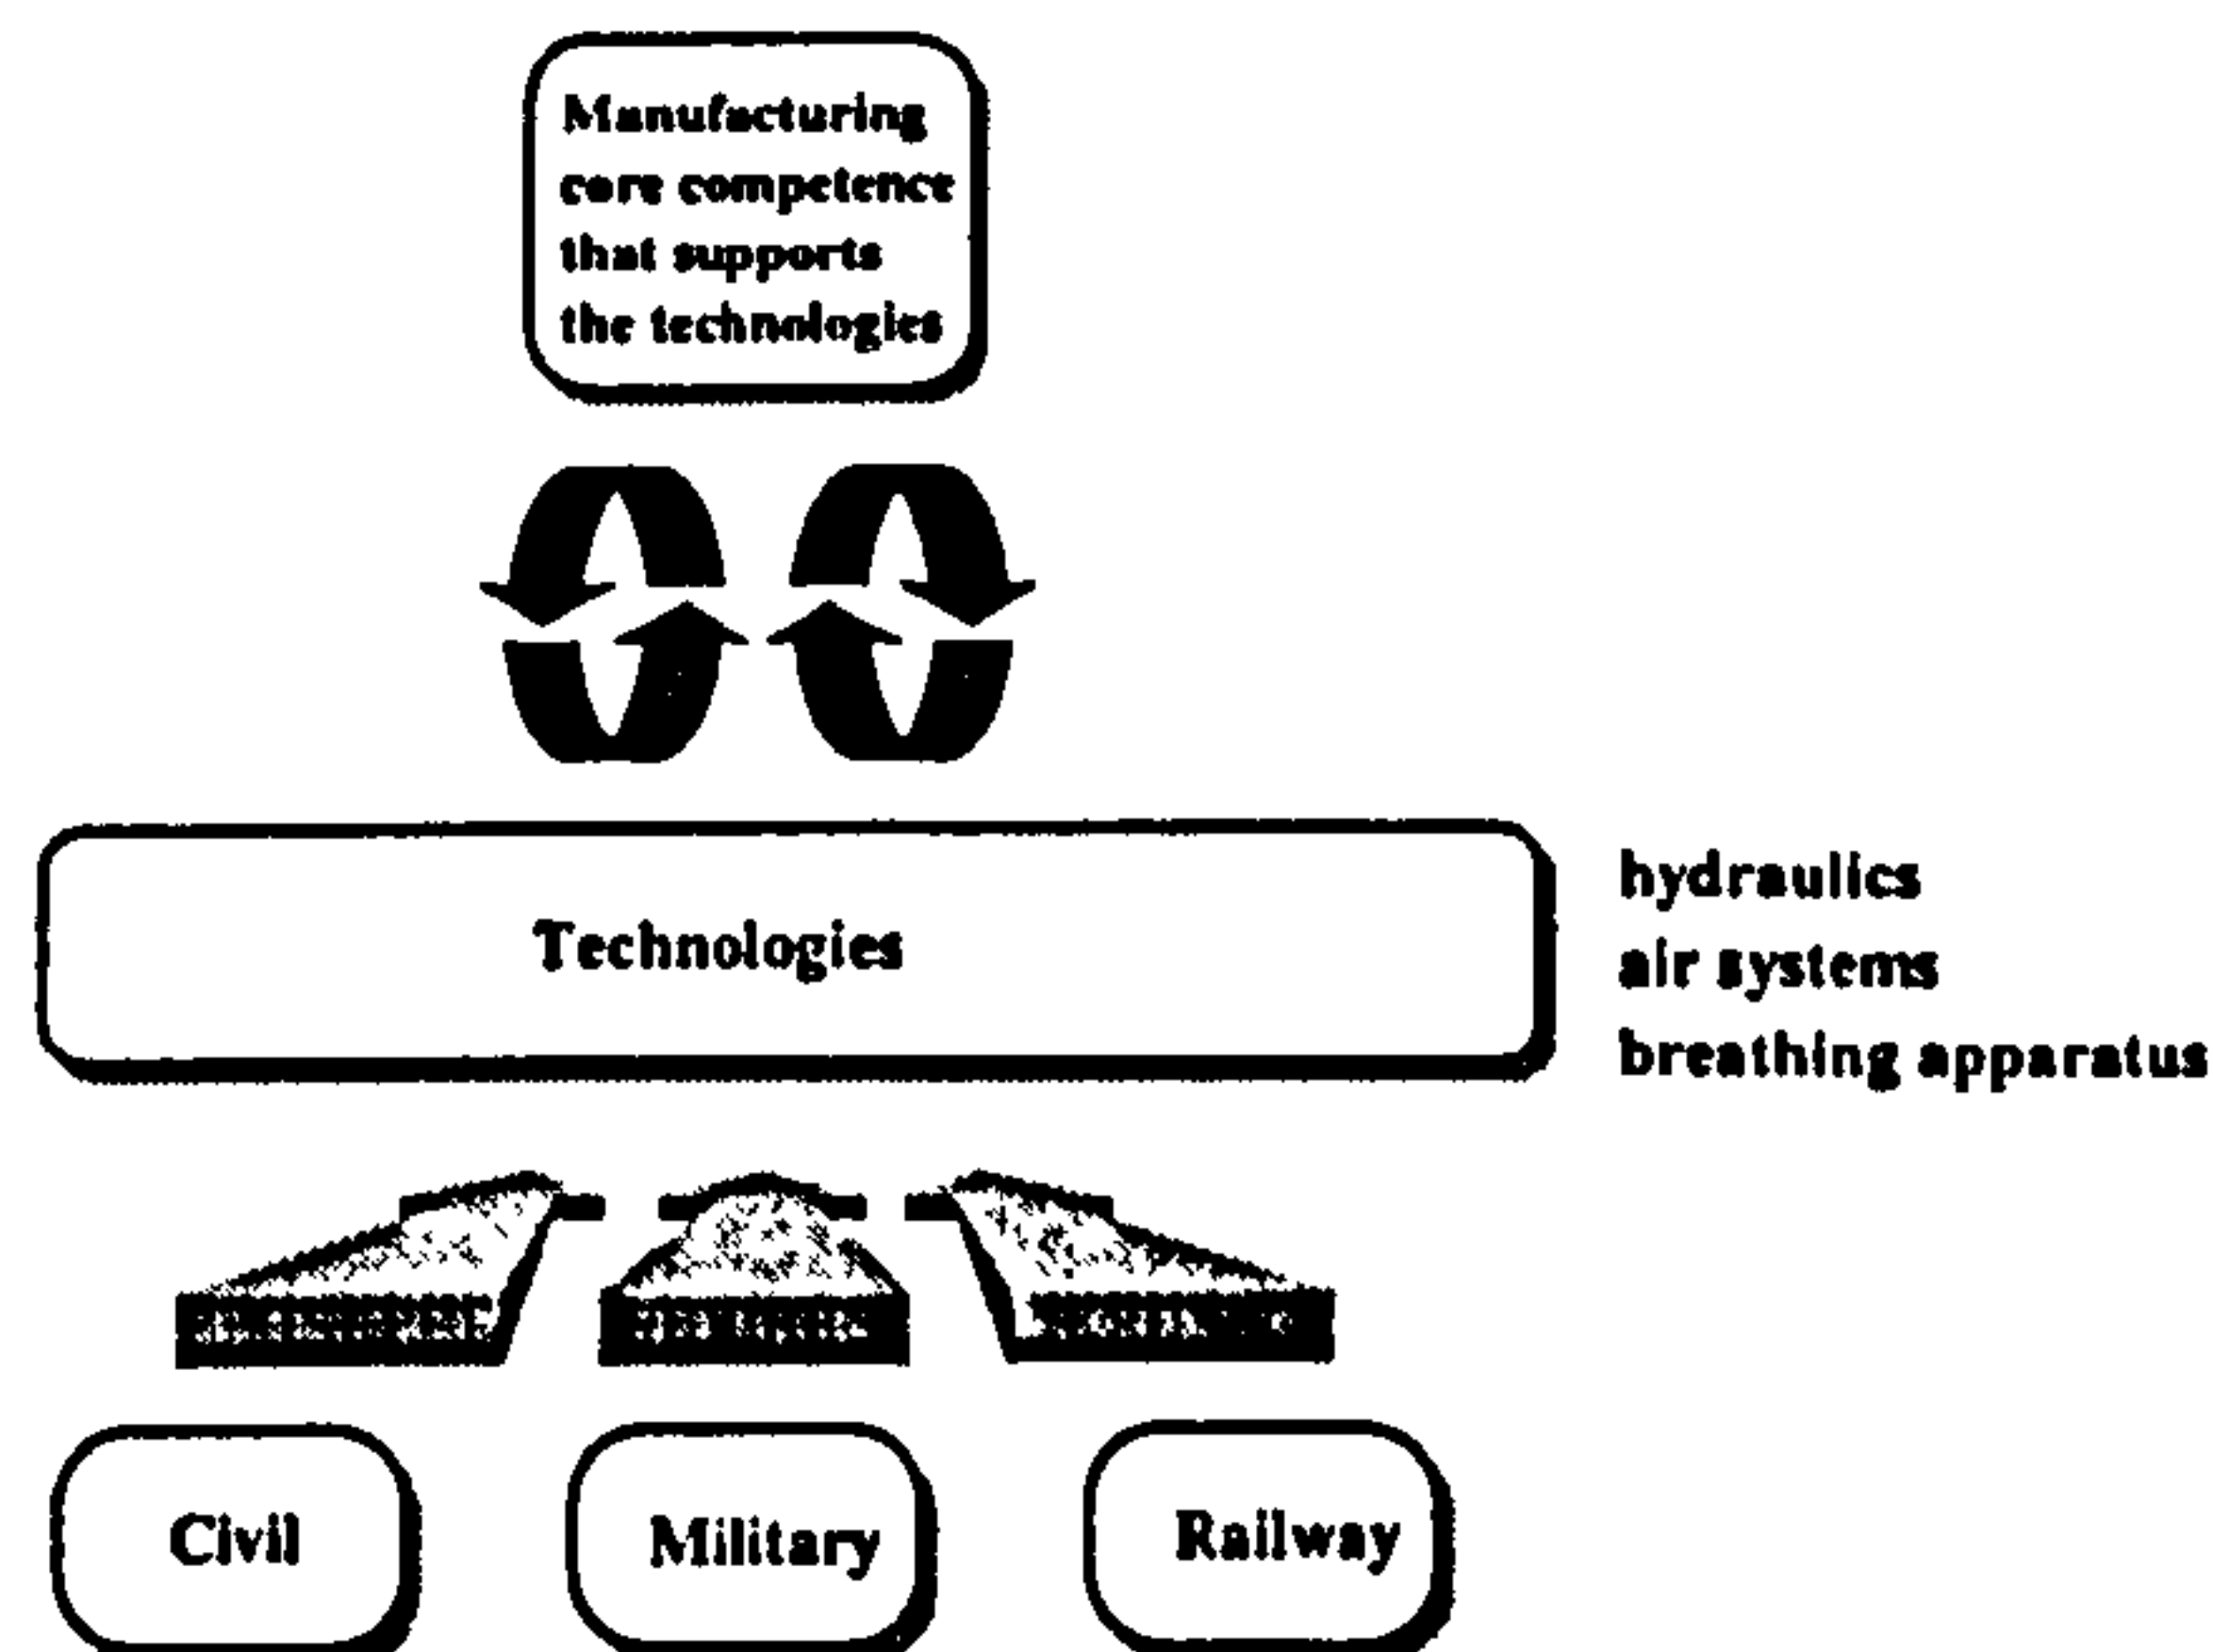 Manufacturing
core competence
that supports
the technologies
Technologies
hydraulics
air systems
breathing apparatus
Civil
Military
Railway